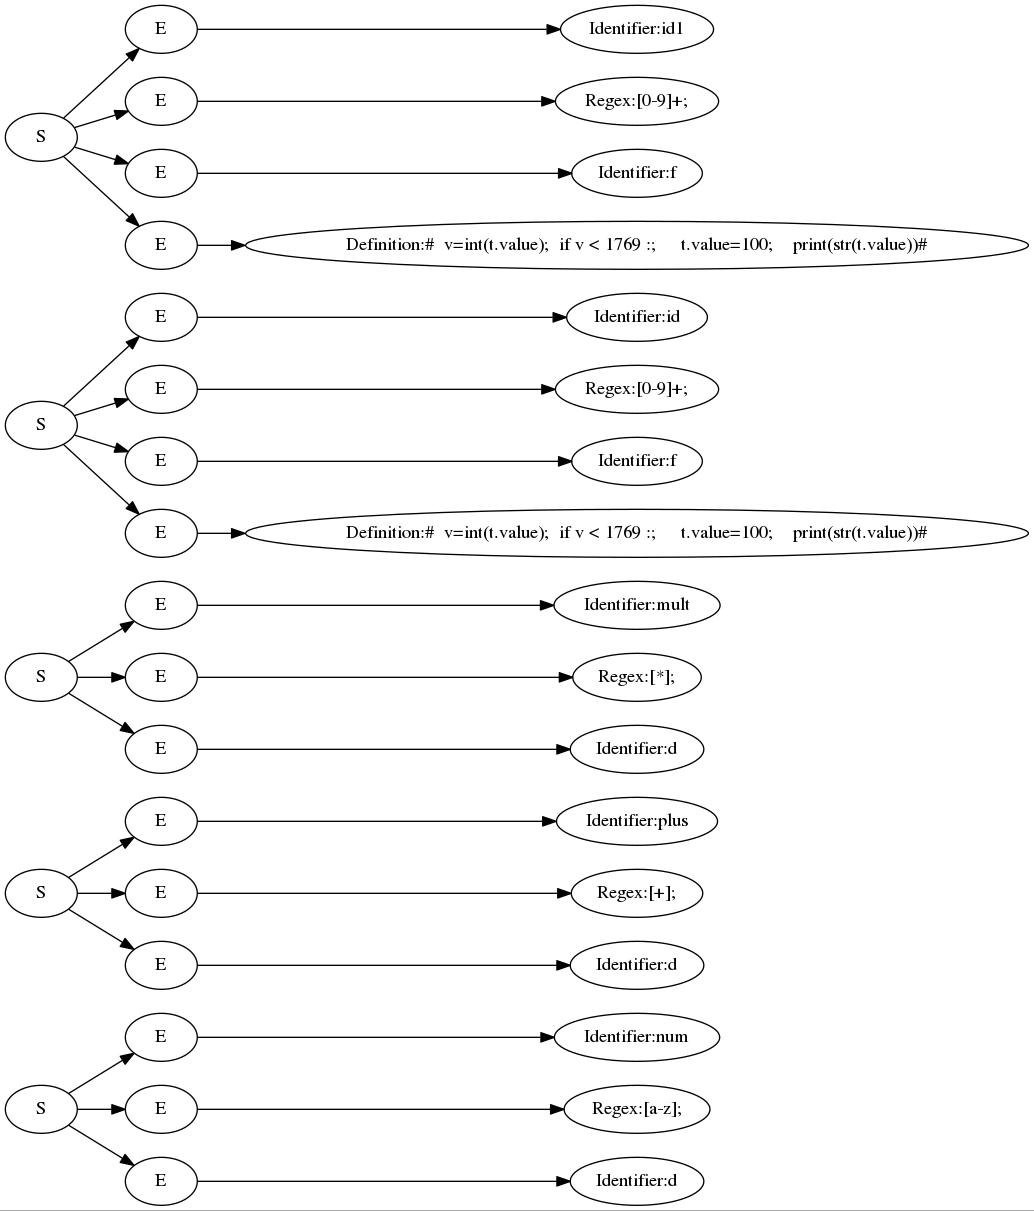 E
Identifier:id1
E
Regex:[0-9]+;
S
E
Identifier:f
E
Definition:#  v=int(t.value);  if v < 1769 :;     t.value=100;    print(str(t.value))#
E
Identifier:id
E
Regex:[0-9]+;
S
E
Identifier:f
E
Definition:#  v=int(t.value);  if v < 1769 :;     t.value=100;    print(str(t.value))#
E
Identifier:mult
S
E
Regex:[*];
E
Identifier:d
E
Identifier:plus
S
E
Regex:[+];
E
Identifier:d
E
Identifier:num
S
E
Regex:[a-z];
E
Identifier:d